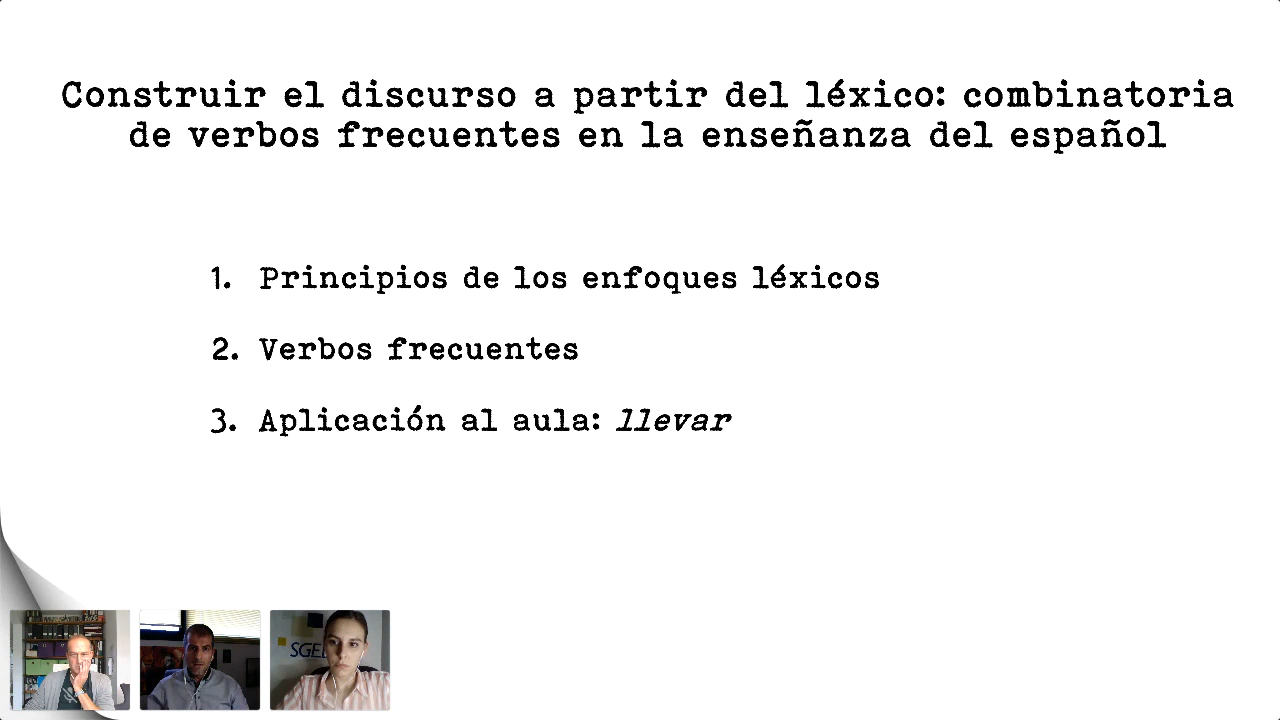 Construir el discurso a partir del léxico: combinatoria
de verbos frecuentes en la enseñanza del español
1. Principios de los enfoques léxicos
2. Verbos frecuentes
3. Aplicación al aula: llevar